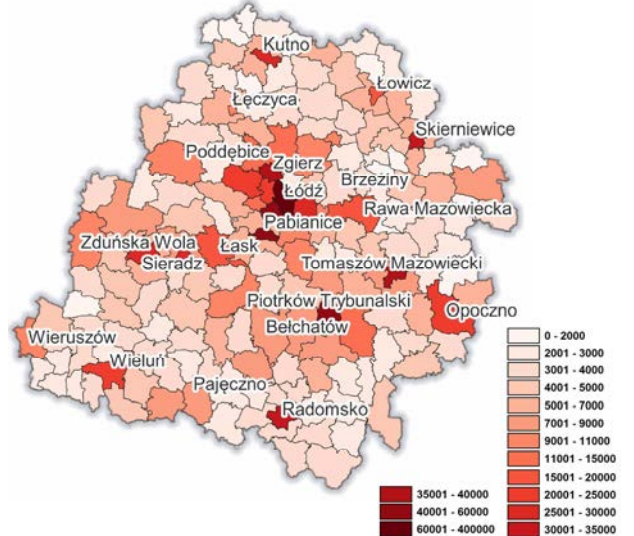 Kutno
Łowicz
Łęczyca
Skierniewice
Poddębice
Zgierz
Brzeziny
Łódź
Rawa Mazowiecka
Pabianice
Zduńska Wola
Łask
Sieradz
Tomaszów Mazowiecki
Piotrków Trybunalski
Opoczno
Bełchatów
Wieruszów
Wieluń
Pajęczno
Radomsko
0 - 2000
2001 - 3000
3001 - 4000
4001 - 5000
5001 - 7000
7001 - 9000
9001 - 11000
11001 - 15000
15001 - 20000
20001 - 25000
25001 - 30000
30001 - 35000
35001 - 40000
40001 - 60000
60001 - 400000